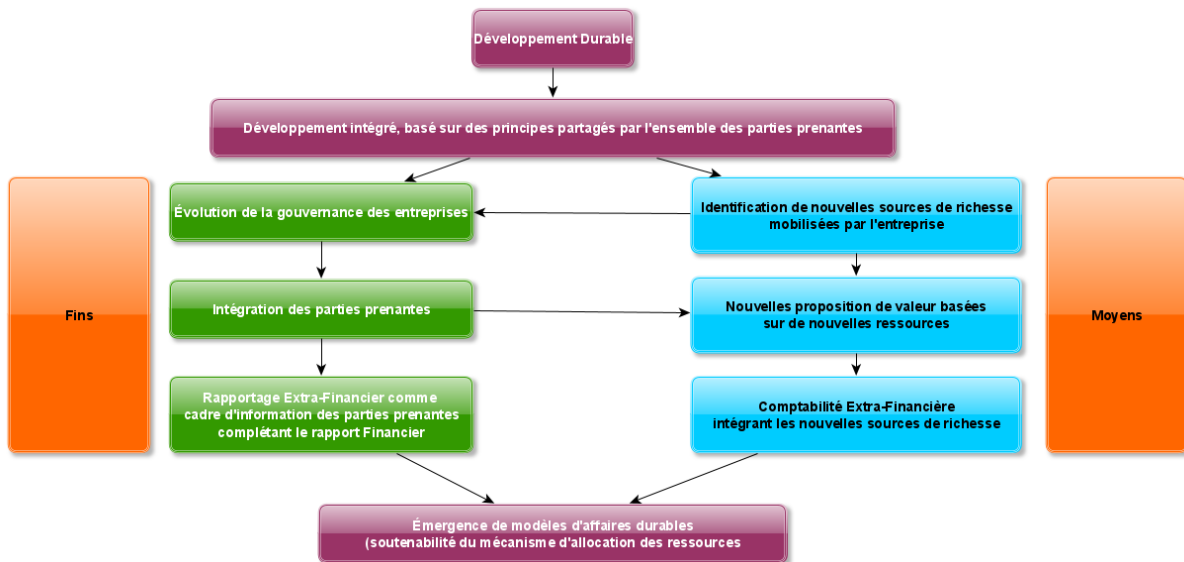 Développement Durable
Développement intégré, basé sur des principes partagés par l'ensemble des parties prenantes
Fins
Évolution de la gouvernance des entreprises
Identification de nouvelles sources de richesse
mobilisées par l'entreprise
Moyens
Intégration des parties prenantes
Nouvelles proposition de valeur basées
sur de nouvelles ressources
Rapportage Extra-Financier comme
cadre d'information des parties prenantes
complétant le rapport Financier
Comptabilité Extra-Financière
intégrant les nouvelles sources de richesse
Émergence de modèles d'affaires durables
(soutenabilité du mécanisme d'allocation des ressources